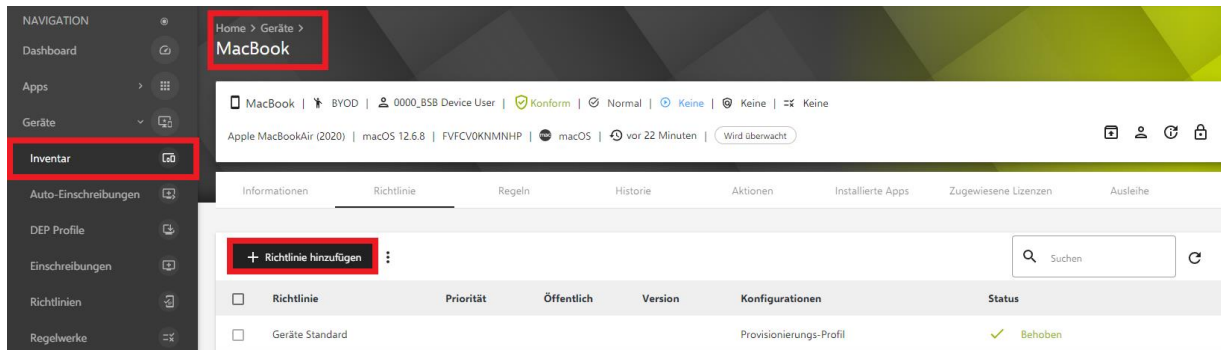 NAVIGATION
Dashboard
Apps
Geräte
Inventar
Auto-Einschreibungen
DEP Profile
Einschreibungen
Richtlinien
Regelwerke
Home > Geräte >
MacBook
MacBook | BYOD | 0000_BSB Device User | Konform | Normal | Keine | Keine | Keine
Apple MacBookAir (2020) | macOS 12.6.8 | FVFCV0KNMNHP | macOS | vor 22 Minuten | Wird überwacht
Informationen Richtlinie Regeln Historie Aktionen Installierte Apps Zugewiesene Lizenzen Ausleihe
+ Richtlinie hinzufügen
Suchen
Richtlinie Priorität Öffentlich Version Konfigurationen Status
Geräte Standard Provisionierungs-Profil Behoben